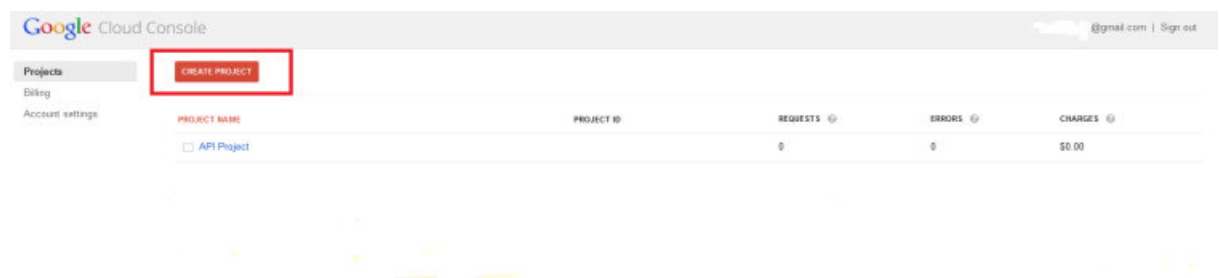 Google Cloud Console
@gmail.com | Sign out
Projects
CREATE PROJECT
Billing
Account settings
PROJECT NAME PROJECT ID REQUESTS ERRORS CHARGES
API Project 0 0 $0.00